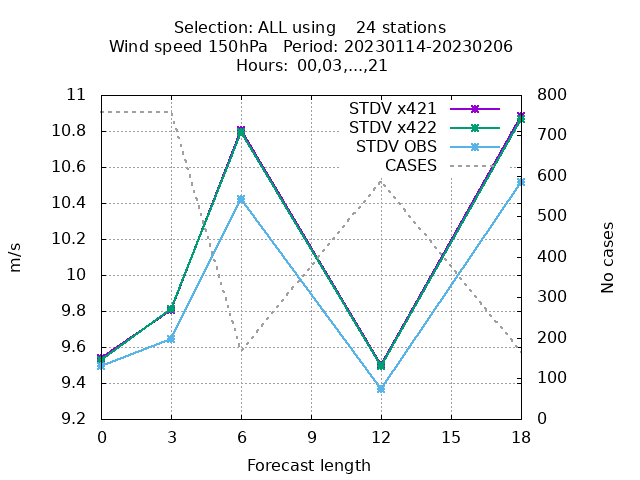 Selection: ALL using    24 stations
Wind speed 150hPa   Period: 20230114-20230206
Hours: 00,03,...,21
STDV x421
STDV x422
STDV OBS
CASES
11
10.8
10.6
10.4
10.2
10
9.8
9.6
9.4
9.2
m/s
800
700
600
500
400
300
200
100
0
No cases
0 3 6 9 12 15 18
Forecast length